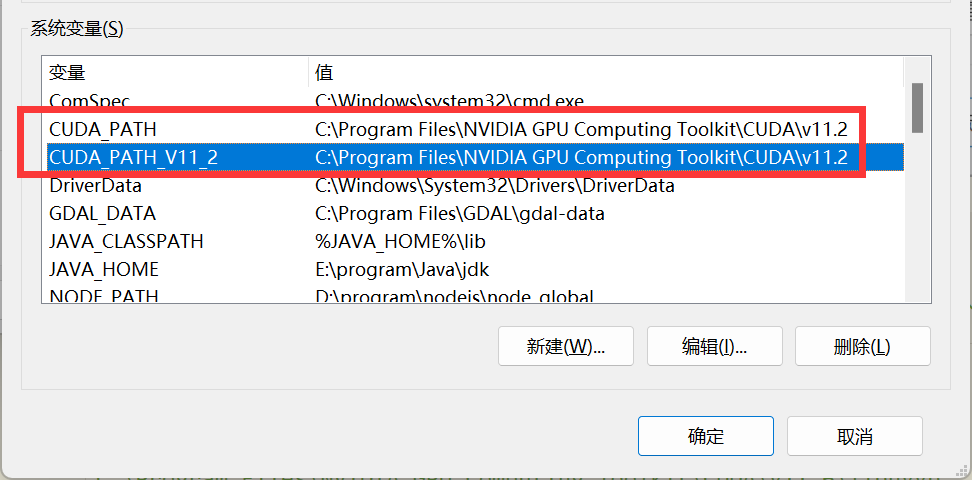 系统变量(S)
变量 值
ComSpec C:\Windows\system32\cmd.exe
CUDA_PATH C:\Program Files\NVIDIA GPU Computing Toolkit\CUDA\v11.2
CUDA_PATH_V11_2 C:\Program Files\NVIDIA GPU Computing Toolkit\CUDA\v11.2
DriverData C:\Windows\System32\Drivers\DriverData
GDAL_DATA C:\Program Files\GDAL\gdal-data
JAVA_CLASSPATH %JAVA_HOME%\lib
JAVA_HOME E:\program\Java\jdk
NODE_PATH D:\program\nodejs\node_global
新建(W)... 编辑(I)... 删除(L)
确定 取消